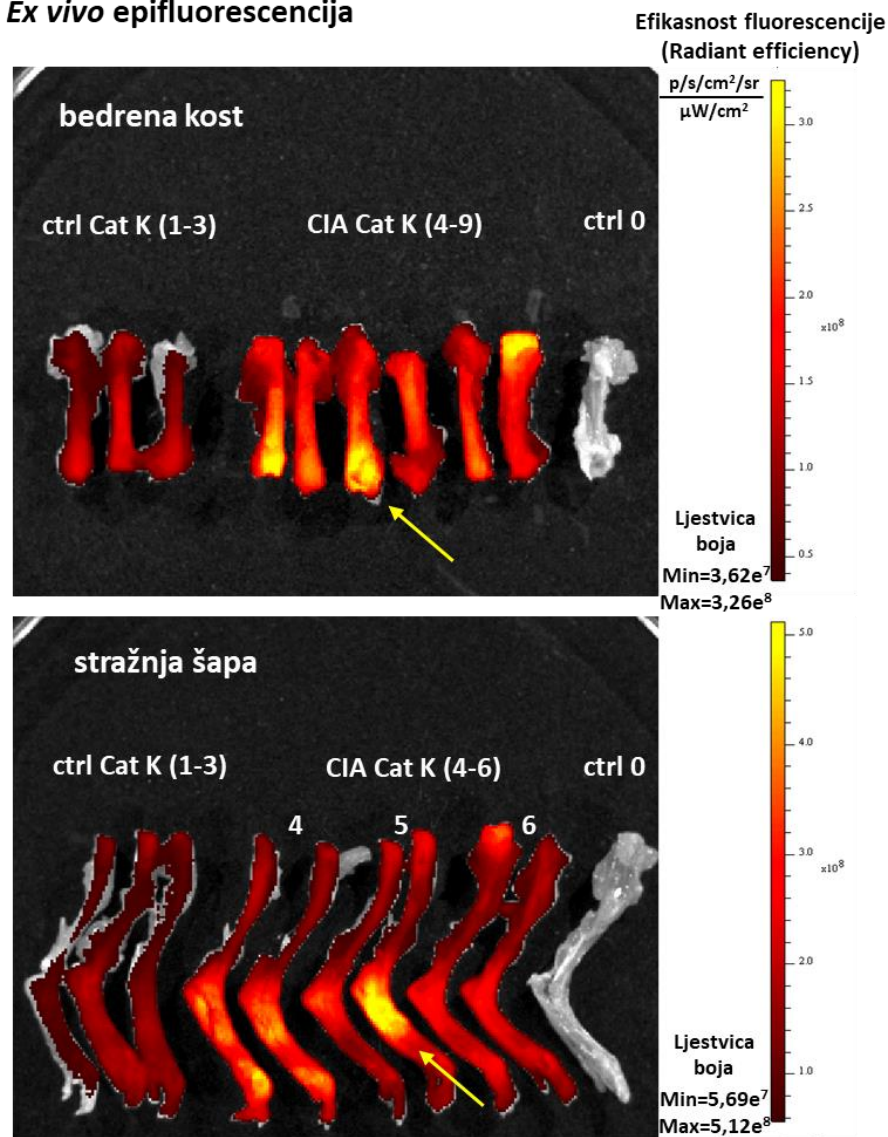 Ex vivo epifluorescencija
Efikasnost fluorescencije
(Radiant efficiency)
p/s/cm²/sr
µW/cm²
bedrena kost
ctrl Cat K (1-3)
CIA Cat K (4-9)
ctrl 0
3.0
2.5
2.0
x10⁸
1.5
1.0
0.5
Ljestvica
boja
Min=3,62e⁷
Max=3,26e⁸
stražnja šapa
ctrl Cat K (1-3)
CIA Cat K (4-6)
ctrl 0
4
5
6
5.0
4.0
3.0
x10⁸
2.0
1.0
Ljestvica
boja
Min=5,69e⁷
Max=5,12e⁸